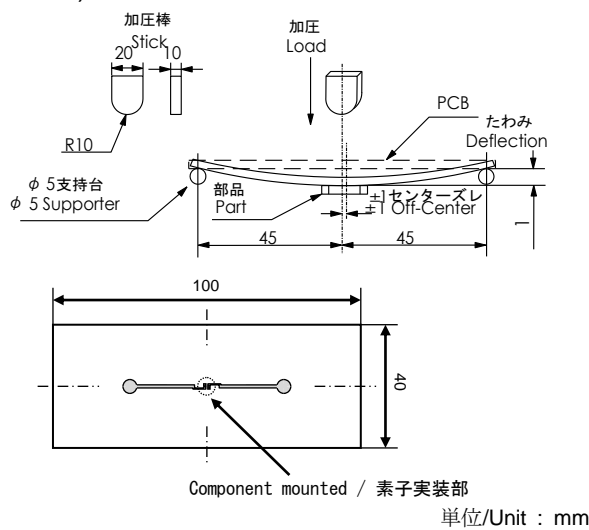 加圧棒
Stick
20
10
R10
加圧
Load
PCB
たわみ
Deflection
φ5支持台
φ5 Supporter
部品
Part
±1センターズレ
±1 Off-Center
1
45
45
100
40
Component mounted / 素子実装部
単位/Unit : mm